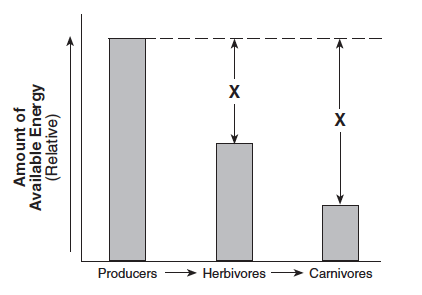 Amount of
Available Energy
(Relative)
X
X
Producers Herbivores Carnivores